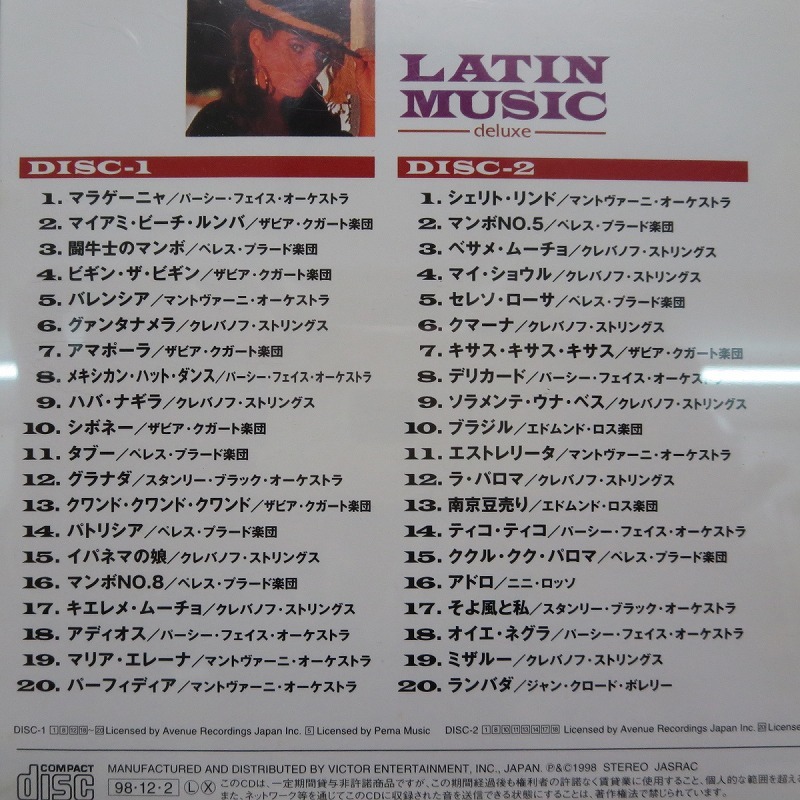 LATIN
MUSIC
deluxe
DISC-1
1. マラゲーニャ／パーシー・フェイス・オーケストラ
2. マイアミ・ビーチ・ルンバ／ザビア・クガート楽団
3. 闘牛士のマンボ／ペレス・プラード楽団
4. ビギン・ザ・ビギン／ザビア・クガート楽団
5. バレンシア／マントヴァーニ・オーケストラ
6. グァンタナメラ／クレバノフ・ストリングス
7. アマポーラ／ザビア・クガート楽団
8. メキシカン・ハット・ダンス／パーシー・フェイス・オーケストラ
9. ハバ・ナギラ／クレバノフ・ストリングス
10. シボネー／ザビア・クガート楽団
11. タブー／ペレス・プラード楽団
12. グラナダ／スタンリー・ブラック・オーケストラ
13. クワンド・クワンド・クワンド／ザビア・クガート楽団
14. パトリシア／ペレス・プラード楽団
15. イパネマの娘／クレバノフ・ストリングス
16. マンボNO.8／ペレス・プラード楽団
17. キエレメ・ムーチョ／クレバノフ・ストリングス
18. アディオス／パーシー・フェイス・オーケストラ
19. マリア・エレーナ／マントヴァーニ・オーケストラ
20. パーフィディア／マントヴァーニ・オーケストラ
DISC-2
1. シェリト・リンド／マントヴァーニ・オーケストラ
2. マンボNO.5／ペレス・プラード楽団
3. ベサメ・ムーチョ／クレバノフ・ストリングス
4. マイ・ショウル／クレバノフ・ストリングス
5. セレソ・ローサ／ペレス・プラード楽団
6. クマーナ／クレバノフ・ストリングス
7. キサス・キサス・キサス／ザビア・クガート楽団
8. デリカード／パーシー・フェイス・オーケストラ
9. ソラメンテ・ウナ・ベス／クレバノフ・ストリングス
10. ブラジル／エドムンド・ロス楽団
11. エストレリータ／マントヴァーニ・オーケストラ
12. ラ・パロマ／クレバノフ・ストリングス
13. 南京豆売り／エドムンド・ロス楽団
14. ティコ・ティコ／パーシー・フェイス・オーケストラ
15. ククル・クク・パロマ／ペレス・プラード楽団
16. アドロ／ニニ・ロッソ
17. そよ風と私／スタンリー・ブラック・オーケストラ
18. オイエ・ネグラ／パーシー・フェイス・オーケストラ
19. ミザルー／クレバノフ・ストリングス
20. ランバダ／ジャン・クロード・ボレリー
DISC-1 1 8 12 18~20 Licensed by Avenue Recordings Japan Inc. 5 Licensed by Pema Music DISC-2 1 8 10 11 13 14 17 18 Licensed by Avenue Recordings Japan Inc. 20 Licensed
COMPACT disc
MANUFACTURED AND DISTRIBUTED BY VICTOR ENTERTAINMENT, INC., JAPAN. ℗&©1998 STEREO JASRAC
98・12・2 Ⓛ Ⓧ このCDは、一定期間貸与非許諾商品ですが、この期間経過後も権利者の許諾なく賃貸業に使用すること、個人的な範囲を超える
また、ネットワーク等を通じてこのCDに収録された音を送信できる状態にすることは、著作権法で禁じられています。